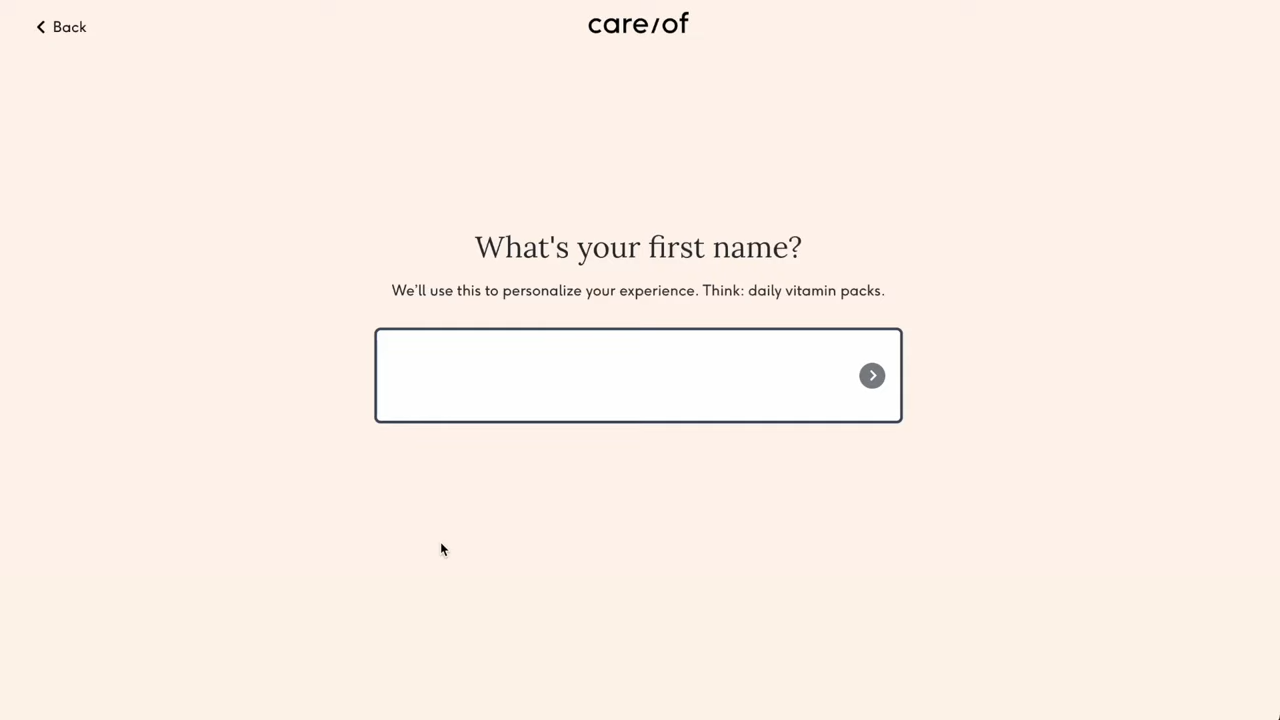 Back
care/of
What's your first name?
We'll use this to personalize your experience. Think: daily vitamin packs.